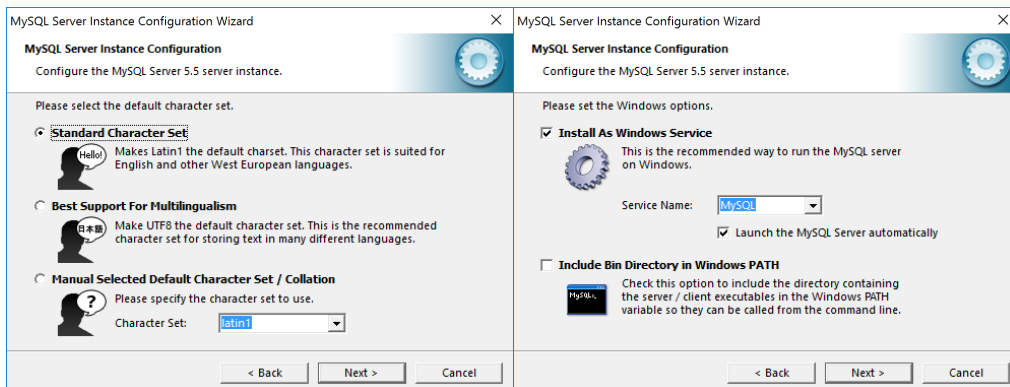 MySQL Server Instance Configuration Wizard
MySQL Server Instance Configuration
Configure the MySQL Server 5.5 server instance.
Please select the default character set.
Standard Character Set
Hello!
Makes Latin1 the default charset. This character set is suited for
English and other West European languages.
Best Support For Multilingualism
日本語
Make UTF8 the default character set. This is the recommended
character set for storing text in many different languages.
Manual Selected Default Character Set / Collation
?
Please specify the character set to use.
Character Set:
latin1
< Back
Next >
Cancel
MySQL Server Instance Configuration Wizard
MySQL Server Instance Configuration
Configure the MySQL Server 5.5 server instance.
Please set the Windows options.
Install As Windows Service
This is the recommended way to run the MySQL server
on Windows.
Service Name:
MySQL
Launch the MySQL Server automatically
Include Bin Directory in Windows PATH
MySQL>_
Check this option to include the directory containing
the server / client executables in the Windows PATH
variable so they can be called from the command line.
< Back
Next >
Cancel